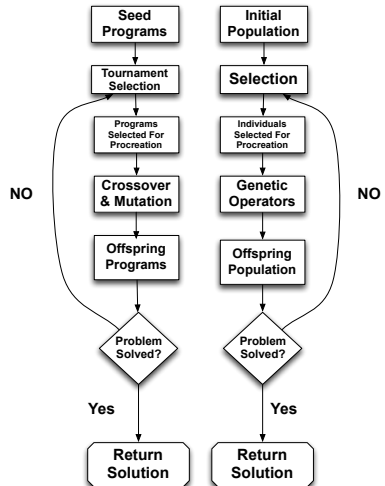 Seed
Programs
Tournament
Selection
Programs
Selected For
Procreation
Crossover
& Mutation
Offspring
Programs
Problem
Solved?
NO
Yes
Return
Solution
Initial
Population
Selection
Individuals
Selected For
Procreation
Genetic
Operators
Offspring
Population
Problem
Solved?
NO
Yes
Return
Solution